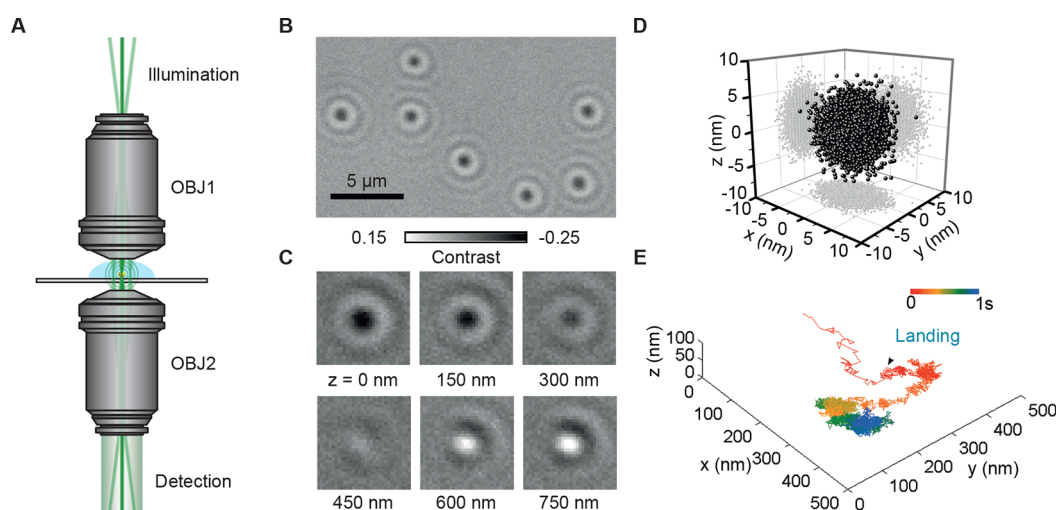 A
Illumination
OBJ1
OBJ2
Detection
B
5 µm
0.15
-0.25
Contrast
C
z = 0 nm
150 nm
300 nm
450 nm
600 nm
750 nm
D
10
5
0
-5
-10
z (nm)
-10
-5
0
5
10
x (nm)
-10
-5
0
5
10
y (nm)
E
0
1s
Landing
100
50
0
z (nm)
0
100
200
300
400
500
x (nm)
0
100
200
300
400
500
y (nm)